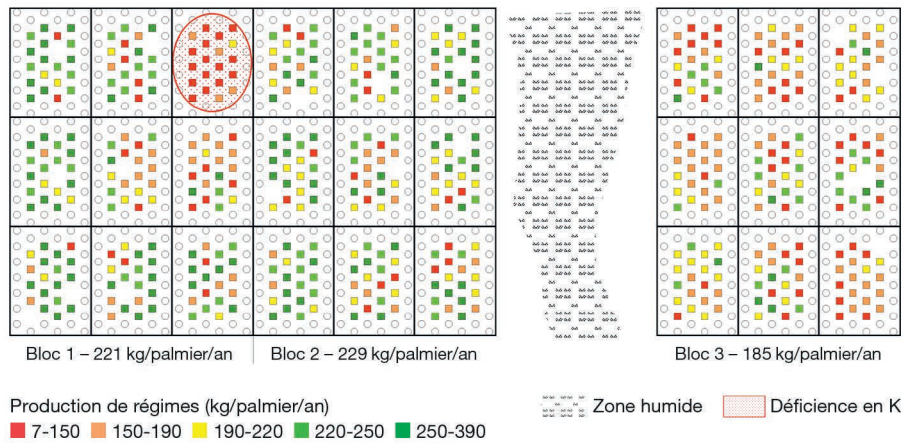 Bloc 1 – 221 kg/palmier/an
Bloc 2 – 229 kg/palmier/an
Bloc 3 – 185 kg/palmier/an
Production de régimes (kg/palmier/an)
7-150
150-190
190-220
220-250
250-390
Zone humide
Déficience en K